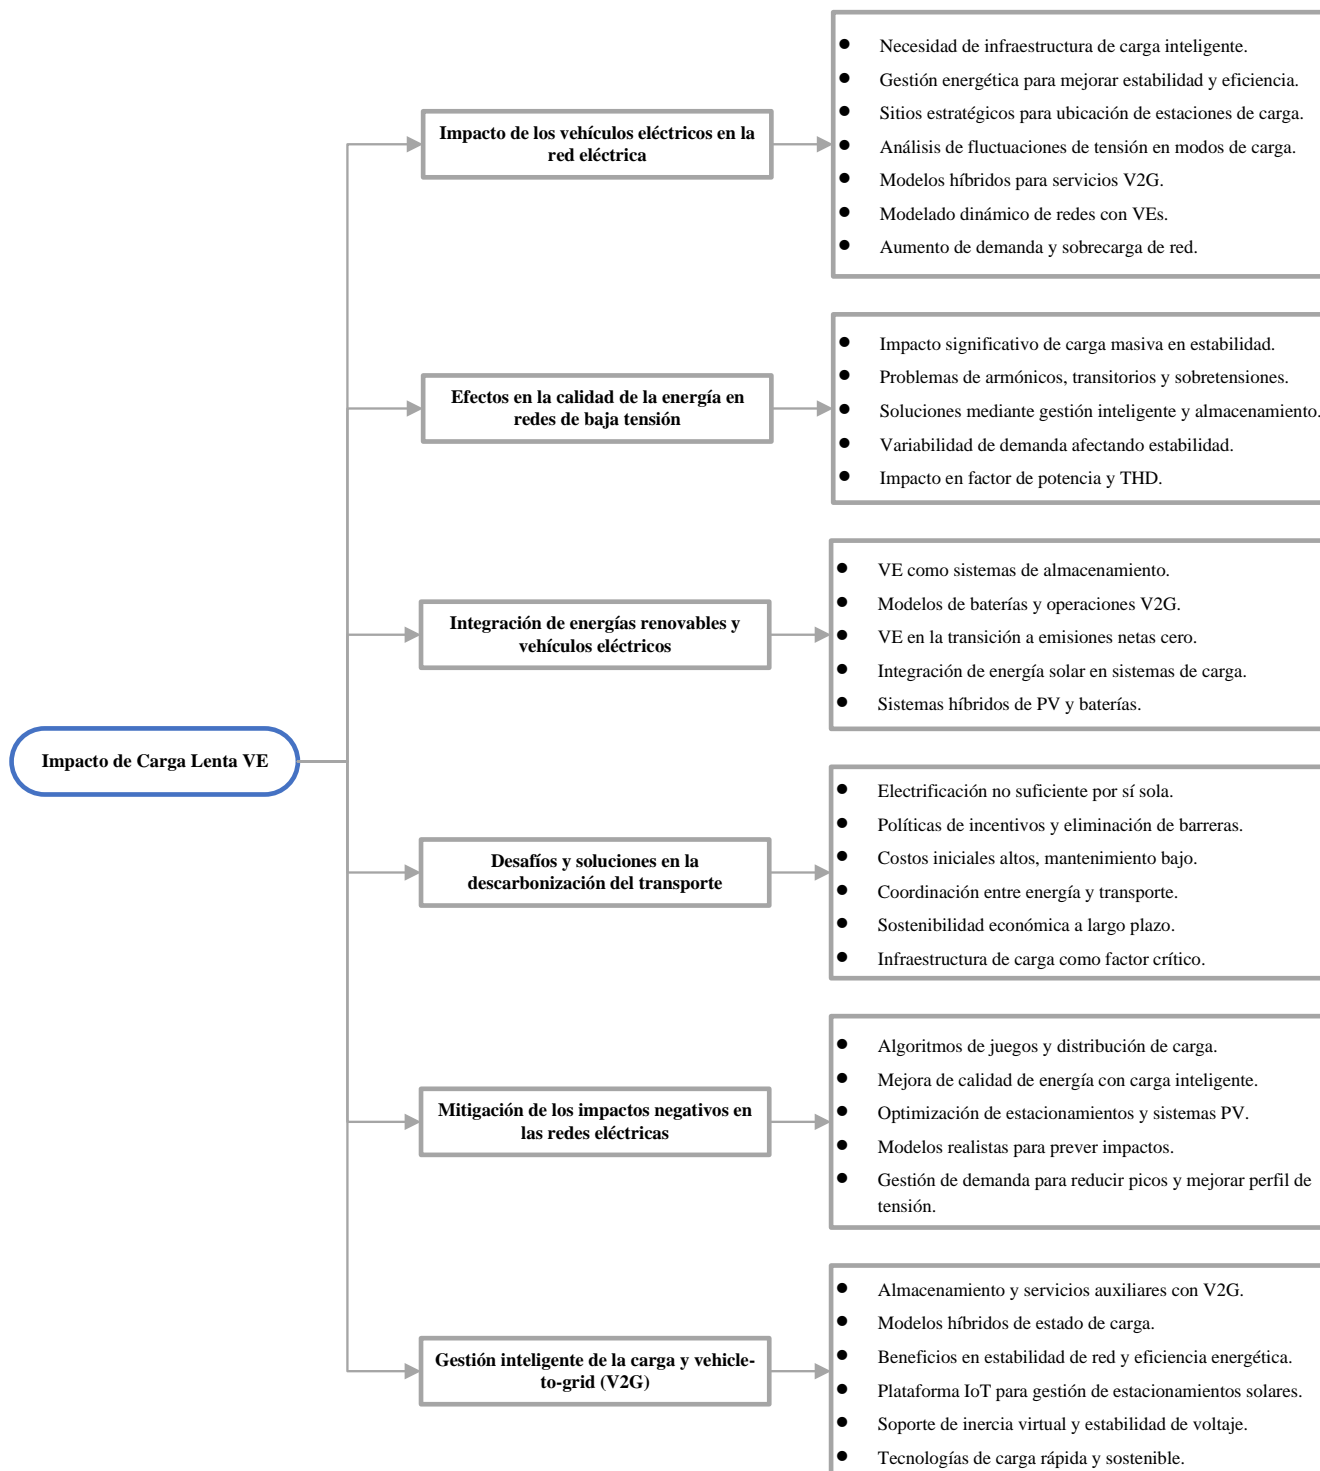 Impacto de Carga Lenta VE
Impacto de los vehículos eléctricos en la
red eléctrica
● Necesidad de infraestructura de carga inteligente.
● Gestión energética para mejorar estabilidad y eficiencia.
● Sitios estratégicos para ubicación de estaciones de carga.
● Análisis de fluctuaciones de tensión en modos de carga.
● Modelos híbridos para servicios V2G.
● Modelado dinámico de redes con VEs.
● Aumento de demanda y sobrecarga de red.
Efectos en la calidad de la energía en
redes de baja tensión
● Impacto significativo de carga masiva en estabilidad.
● Problemas de armónicos, transitorios y sobretensiones.
● Soluciones mediante gestión inteligente y almacenamiento.
● Variabilidad de demanda afectando estabilidad.
● Impacto en factor de potencia y THD.
Integración de energías renovables y
vehículos eléctricos
● VE como sistemas de almacenamiento.
● Modelos de baterías y operaciones V2G.
● VE en la transición a emisiones netas cero.
● Integración de energía solar en sistemas de carga.
● Sistemas híbridos de PV y baterías.
Desafíos y soluciones en la
descarbonización del transporte
● Electrificación no suficiente por sí sola.
● Políticas de incentivos y eliminación de barreras.
● Costos iniciales altos, mantenimiento bajo.
● Coordinación entre energía y transporte.
● Sostenibilidad económica a largo plazo.
● Infraestructura de carga como factor crítico.
Mitigación de los impactos negativos en
las redes eléctricas
● Algoritmos de juegos y distribución de carga.
● Mejora de calidad de energía con carga inteligente.
● Optimización de estacionamientos y sistemas PV.
● Modelos realistas para prever impactos.
● Gestión de demanda para reducir picos y mejorar perfil de
tensión.
Gestión inteligente de la carga y vehicle-
to-grid (V2G)
● Almacenamiento y servicios auxiliares con V2G.
● Modelos híbridos de estado de carga.
● Beneficios en estabilidad de red y eficiencia energética.
● Plataforma IoT para gestión de estacionamientos solares.
● Soporte de inercia virtual y estabilidad de voltaje.
● Tecnologías de carga rápida y sostenible.